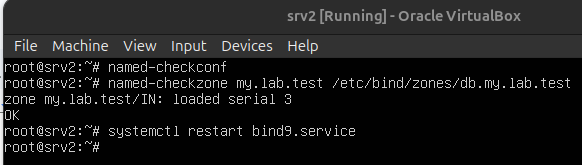 srv2 [Running] - Oracle VirtualBox
File Machine View Input Devices Help
root@srv2:~# named-checkconf
root@srv2:~# named-checkzone my.lab.test /etc/bind/zones/db.my.lab.test
zone my.lab.test/IN: loaded serial 3
OK
root@srv2:~# systemctl restart bind9.service
root@srv2:~#